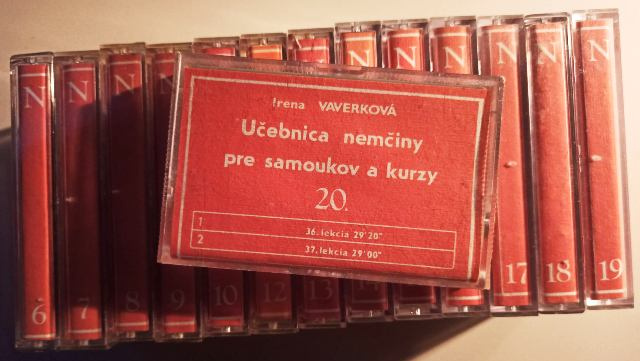 N N N N N N N N N N N N N
Irena VAVERKOVÁ
Učebnica nemčiny
pre samoukov a kurzy
20.
1 36. lekcia 29'20"
2 37. lekcia 29'00"
6 7 8 9 10 12 13 17 18 19